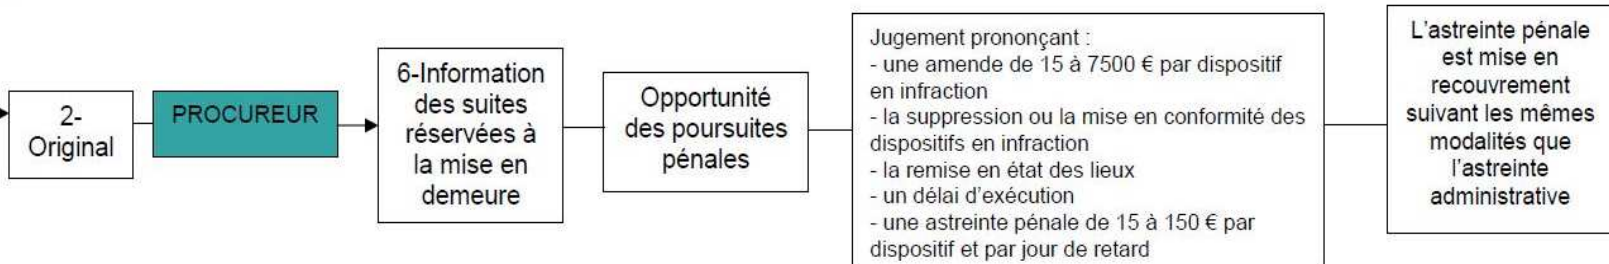 2-
Original
PROCUREUR
6-Information
des suites
réservées à
la mise en
demeure
Opportunité
des poursuites
pénales
Jugement prononçant :
- une amende de 15 à 7500 € par dispositif
en infraction
- la suppression ou la mise en conformité des
dispositifs en infraction
- la remise en état des lieux
- un délai d'exécution
- une astreinte pénale de 15 à 150 € par
dispositif et par jour de retard
L'astreinte pénale
est mise en
recouvrement
suivant les mêmes
modalités que
l'astreinte
administrative